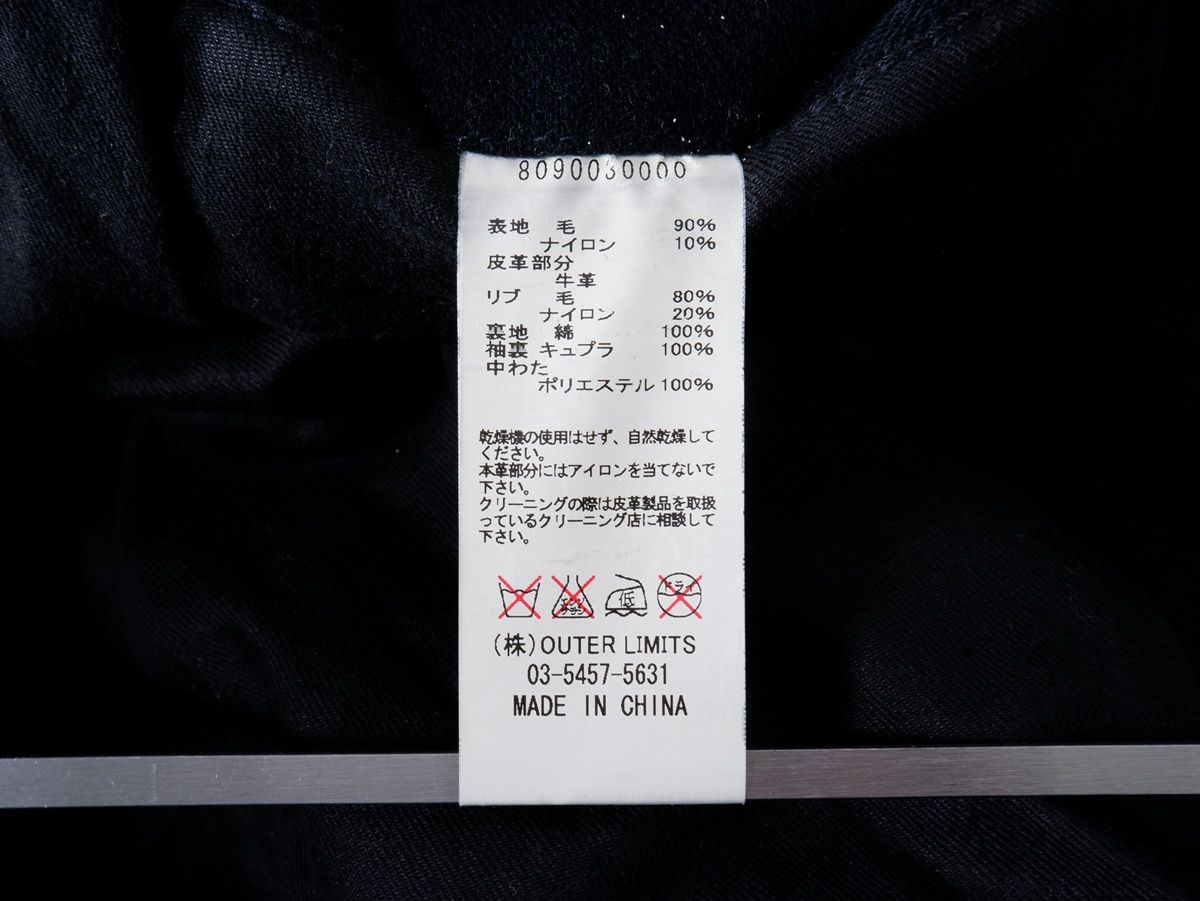 8090030000
表地 毛 90%
ナイロン 10%
皮革部分
牛革
リブ 毛 80%
ナイロン 20%
裏地 綿 100%
袖裏 キュプラ 100%
中わた
ポリエステル 100%
乾燥機の使用はせず、自然乾燥して
ください。
本革部分にはアイロンを当てないで
下さい。
クリーニングの際は皮革製品を取扱
っているクリーニング店に相談して
下さい。
低 ドライ
(株)OUTER LIMITS
03-5457-5631
MADE IN CHINA